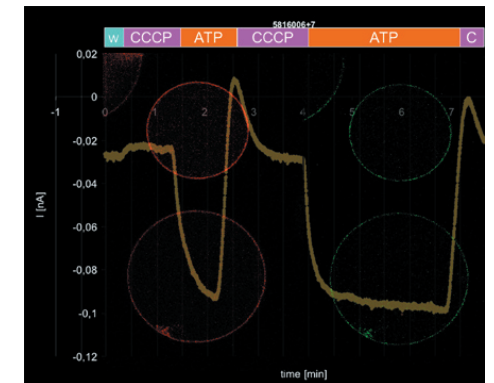 5816006+7
W CCCP ATP CCCP ATP C
0,02
0
-1 0 1 2 3 4 5 6 7
-0,02
-0,04
-0,06
I [nA]
-0,08
-0,1
-0,12
time [min]